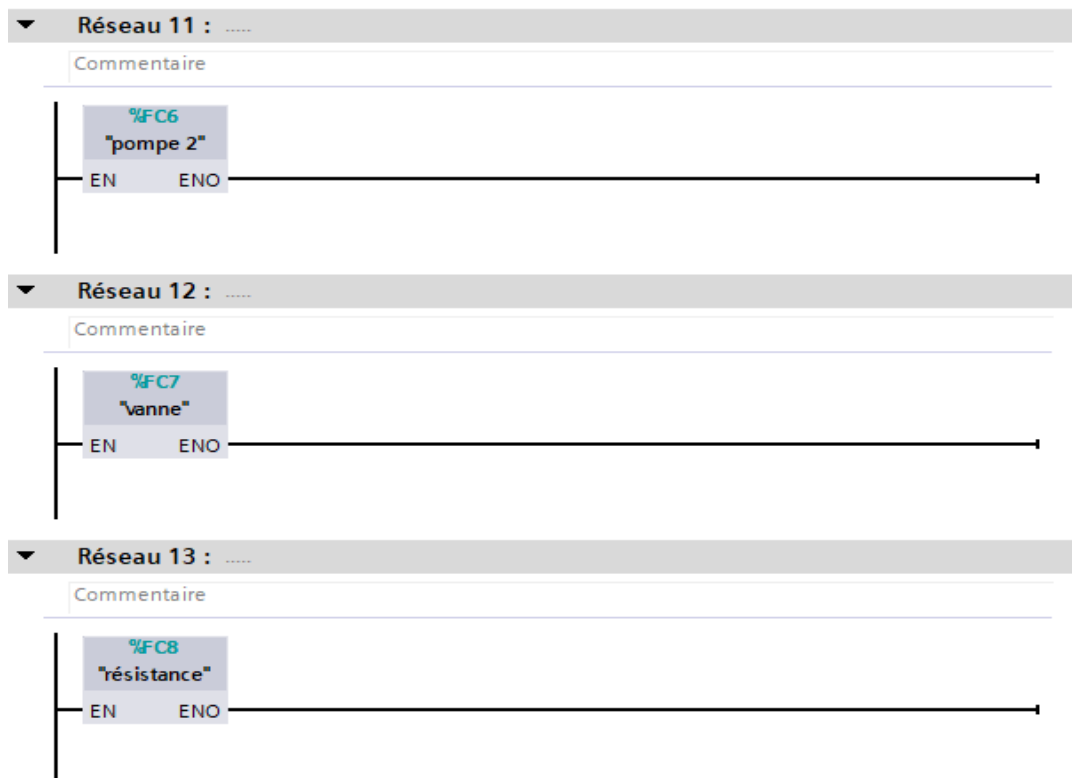 Réseau 11 : .....
Commentaire
%FC6
"pompe 2"
EN ENO
Réseau 12 : .....
Commentaire
%FC7
"vanne"
EN ENO
Réseau 13 : .....
Commentaire
%FC8
"résistance"
EN ENO